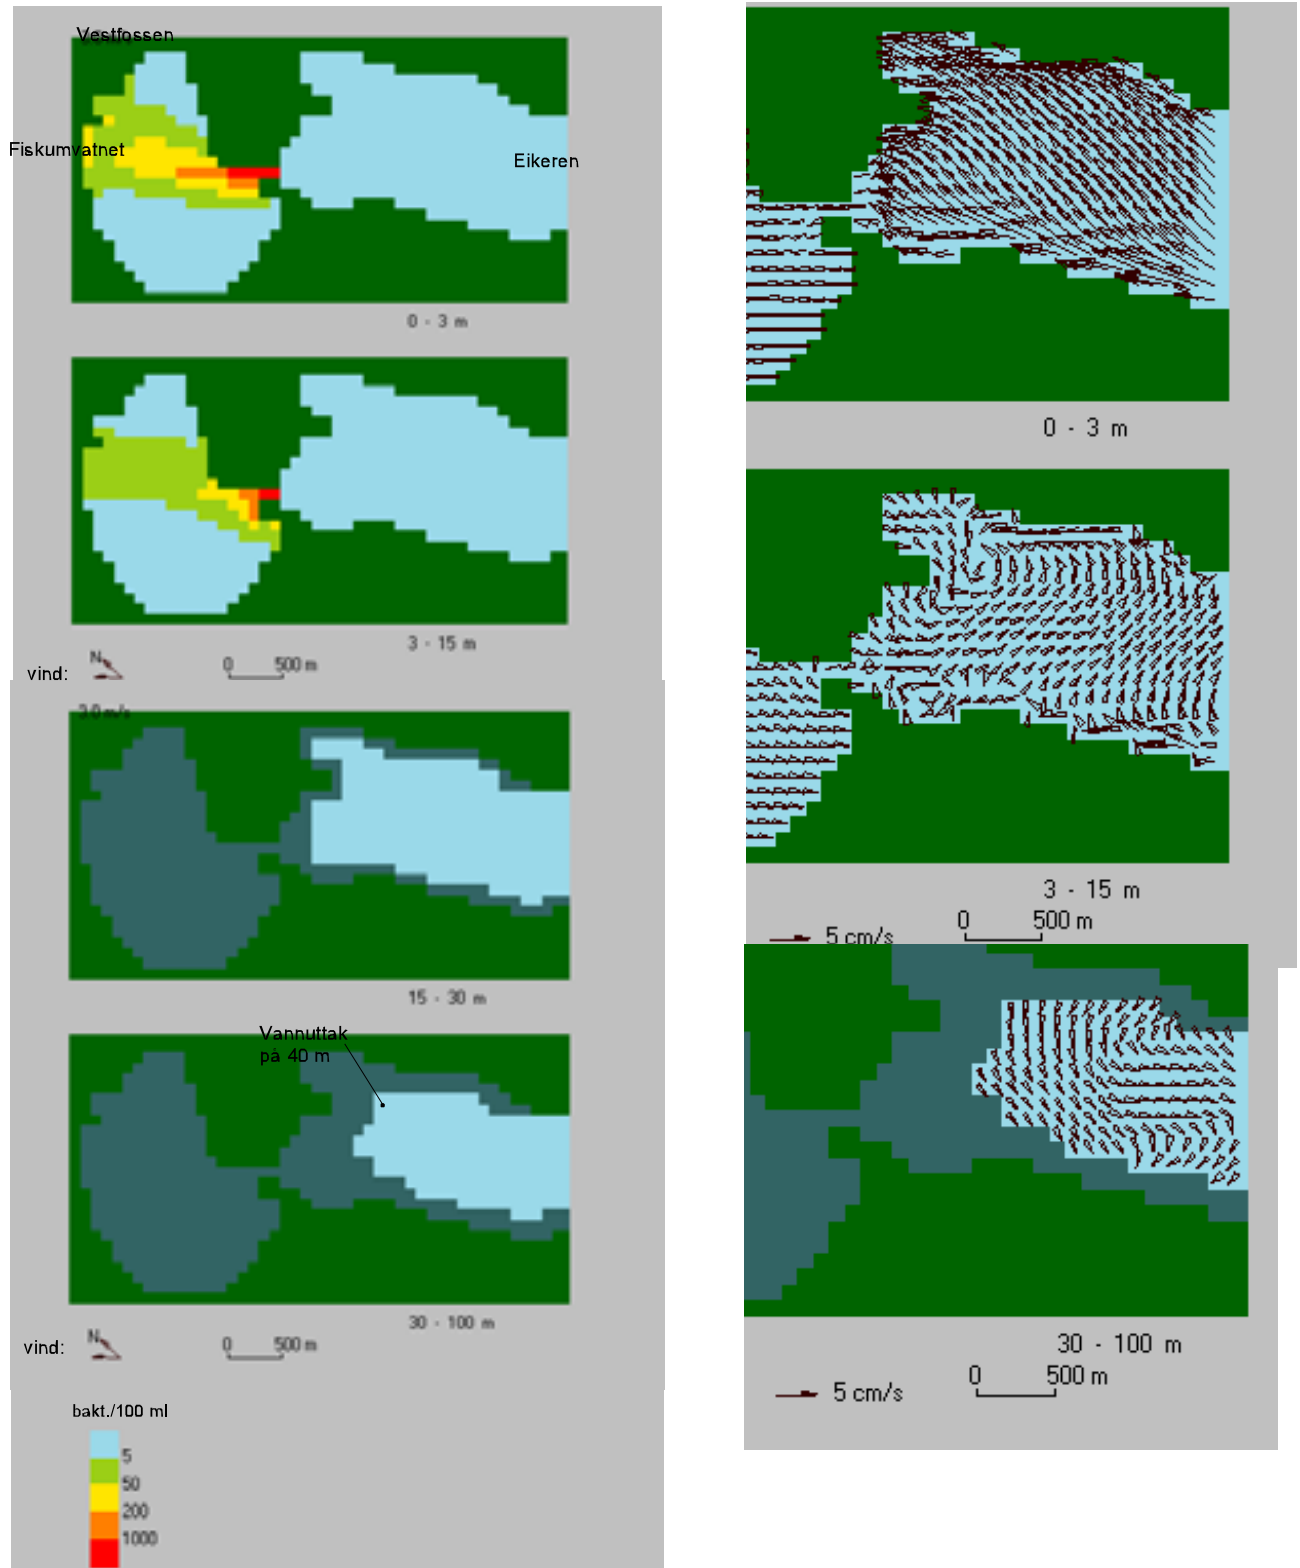 Vestfossen
Fiskumvatnet
Eikeren
0 - 3 m
3 - 15 m
vind:
N
0 500 m
3.0 m/s
15 - 30 m
Vannuttak
på 40 m
30 - 100 m
vind:
N
0 500 m
bakt./100 ml
5
50
200
1000
0 - 3 m
3 - 15 m
0 500 m
5 cm/s
30 - 100 m
0 500 m
5 cm/s